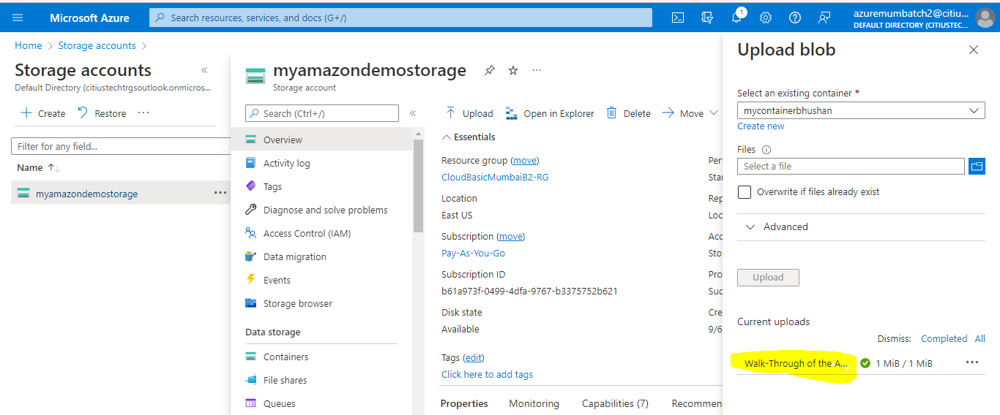 Microsoft Azure
Search resources, services, and docs (G+/)
1
azuremumbatch2@citiu...
DEFAULT DIRECTORY (CITIUSTEC...
Home > Storage accounts >
Storage accounts
«
Default Directory (citiustechtrgsoutlook.onmicros...
+ Create
Restore
...
Filter for any field...
Name ↑↓
myamazondemostorage
...
myamazondemostorage
...
Storage account
Search (Ctrl+/)
«
Overview
Activity log
Tags
Diagnose and solve problems
Access Control (IAM)
Data migration
Events
Storage browser
Data storage
Containers
File shares
Queues
Upload
Open in Explorer
Delete
Move
Essentials
Resource group (move)
CloudBasicMumbaiB2-RG
Location
East US
Subscription (move)
Pay-As-You-Go
Subscription ID
b61a973f-0499-4dfa-9767-b3375752b621
Disk state
Available
Tags (edit)
Click here to add tags
Per
Star
Rep
Loc
Acc
Sto
Pro
Suc
Cre
9/6
Properties
Monitoring
Capabilities (7)
Recommen
Upload blob
Select an existing container *
mycontainerbhushan
Create new
Files
Select a file
Overwrite if files already exist
Advanced
Upload
Current uploads
Dismiss: Completed All
Walk-Through of the A... 1 MiB / 1 MiB ...